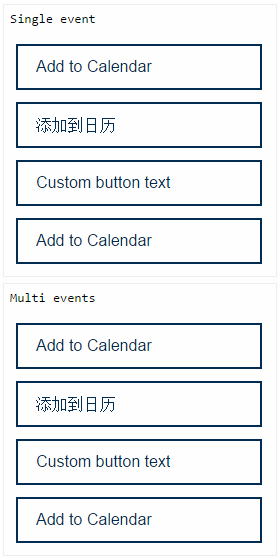 Single event
Add to Calendar
添加到日历
Custom button text
Add to Calendar
Multi events
Add to Calendar
添加到日历
Custom button text
Add to Calendar